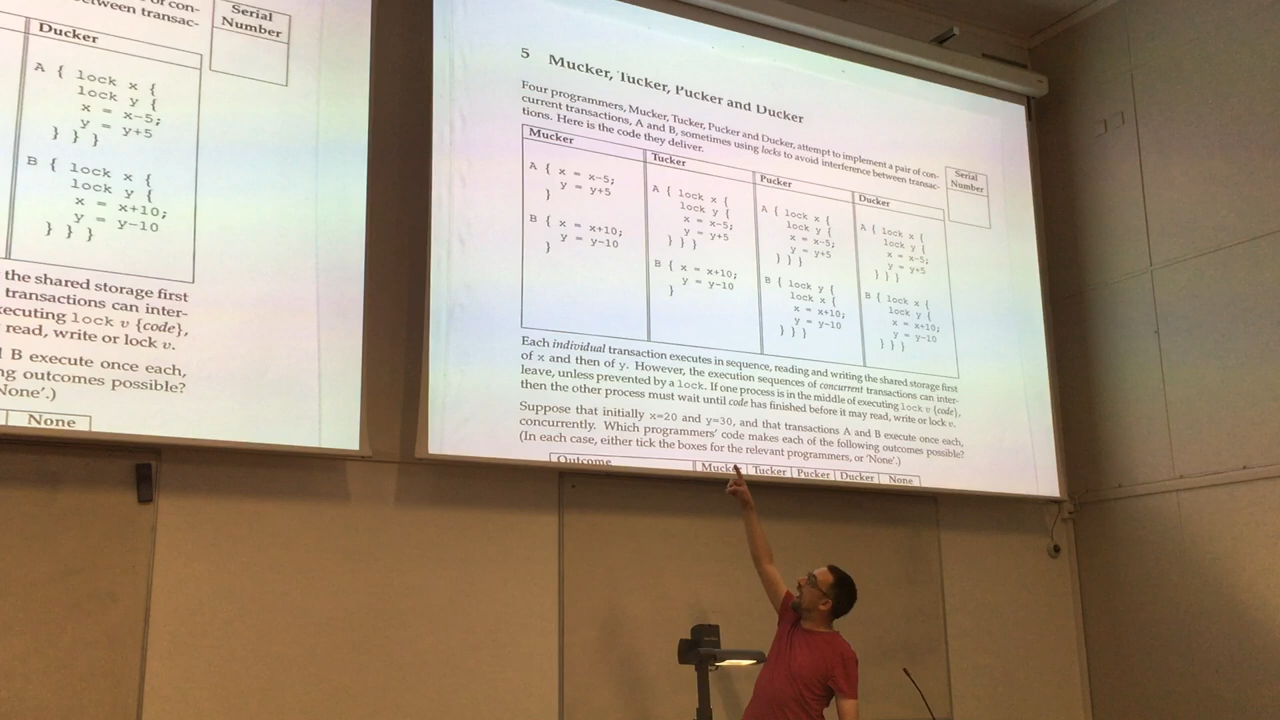 of con-
etween transac-
Serial
Number
Ducker
A { lock x {
lock y {
x = x-5;
y = y+5
} } }
B { lock x {
lock y {
x = x+10;
y = y-10
} } }
the shared storage first
transactions can inter-
ecuting lock v {code},
read, write or lock v.
B execute once each,
ng outcomes possible?
None'.)
None
5 Mucker, Tucker, Pucker and Ducker
Four programmers, Mucker, Tucker, Pucker and Ducker, attempt to implement a pair of con-
current transactions, A and B, sometimes using locks to avoid interference between transac-
tions. Here is the code they deliver.
Serial
Number
Mucker
A { x = x-5;
y = y+5
}
B { x = x+10;
y = y-10
}
Tucker
A { lock x {
lock y {
x = x-5;
y = y+5
} } }
B { x = x+10;
y = y-10
}
Pucker
A { lock x {
lock y {
x = x-5;
y = y+5
} } }
B { lock y {
lock x {
x = x+10;
y = y-10
} } }
Ducker
A { lock x {
lock y {
x = x-5;
y = y+5
} } }
B { lock x {
lock y {
x = x+10;
y = y-10
} } }
Each individual transaction executes in sequence, reading and writing the shared storage first
of x and then of y. However, the execution sequences of concurrent transactions can inter-
leave, unless prevented by a lock. If one process is in the middle of executing lock v {code},
then the other process must wait until code has finished before it may read, write or lock v.
Suppose that initially x=20 and y=30, and that transactions A and B execute once each,
concurrently. Which programmers' code makes each of the following outcomes possible?
(In each case, either tick the boxes for the relevant programmers, or 'None'.)
Outcome Mucker Tucker Pucker Ducker None